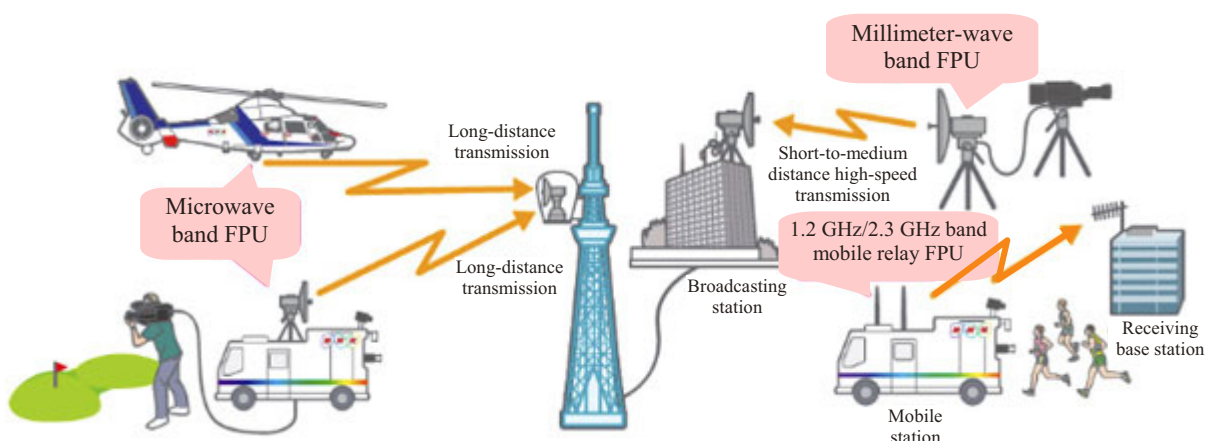 Millimeter-wave
band FPU
Long-distance
transmission
Short-to-medium
distance high-speed
transmission
Microwave
band FPU
1.2 GHz/2.3 GHz band
mobile relay FPU
Long-distance
transmission
Broadcasting
station
Receiving
base station
Mobile
station